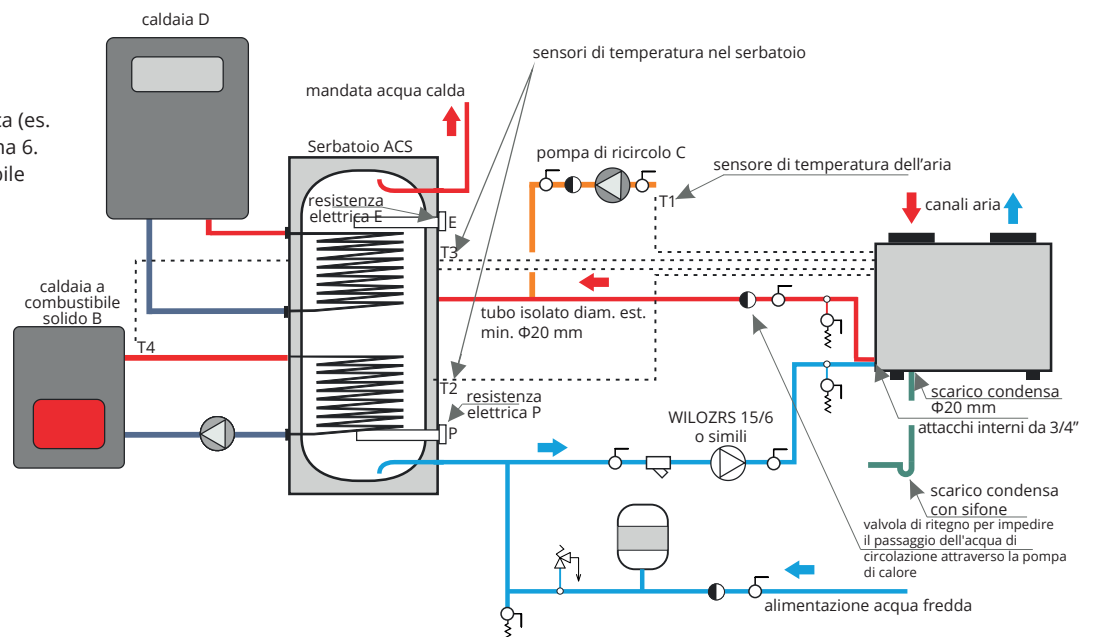 caldaia D
ca (es.
na 6.
bile
sensori di temperatura nel serbatoio
mandata acqua calda
Serbatoio ACS
pompa di ricircolo C
sensore di temperatura dell'aria
resistenza
elettrica E
E
T1
canali aria
T3
caldaia a
combustibile
solido B
tubo isolato diam. est.
min. Φ20 mm
T4
T2
resistenza
elettrica P
P
WILOZRS 15/6
o simili
scarico condensa
Φ20 mm
attacchi interni da 3/4”
scarico condensa
con sifone
valvola di ritegno per impedire
il passaggio dell'acqua di
circolazione attraverso la pompa
di calore
alimentazione acqua fredda